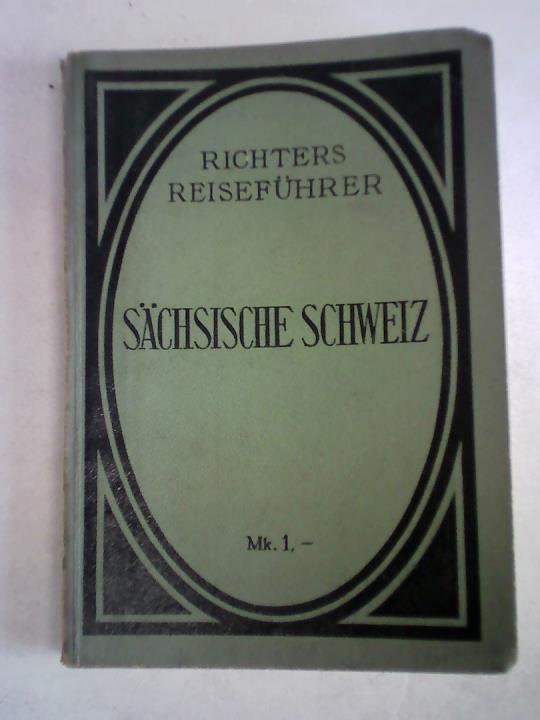 RICHTERS
REISEFÜHRER
SÄCHSISCHE SCHWEIZ
Mk. 1.–